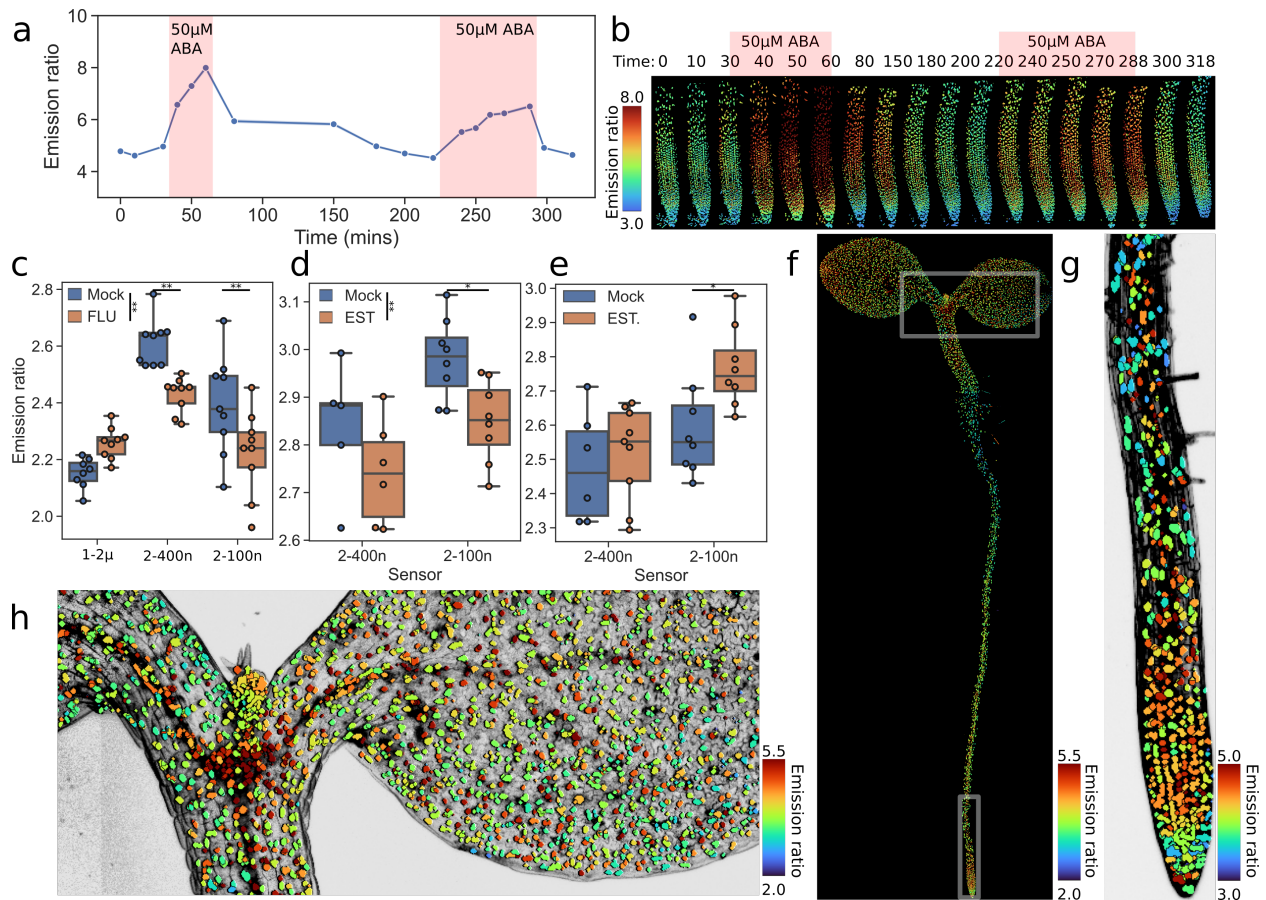 a
50μM
ABA
50μM ABA
Emission ratio
10
8
6
4
0
50
100
150
200
250
300
Time (mins)
b
50μM ABA
50μM ABA
Time: 0 10 30 40 50 60 80 150 180 200 212 220 240 250 270 288 300 318
8.0
Emission ratio
3.0
c
Mock
FLU
**
**
**
Emission ratio
2.8
2.6
2.4
2.2
2.0
1-2μ
2-400n
2-100n
d
Mock
EST
**
*
3.1
3.0
2.9
2.8
2.7
2.6
2-400n
2-100n
Sensor
e
Mock
EST.
*
3.0
2.9
2.8
2.7
2.6
2.5
2.4
2.3
2-400n
2-100n
Sensor
f
5.5
Emission ratio
2.0
g
5.0
Emission ratio
3.0
h
5.5
Emission ratio
2.0